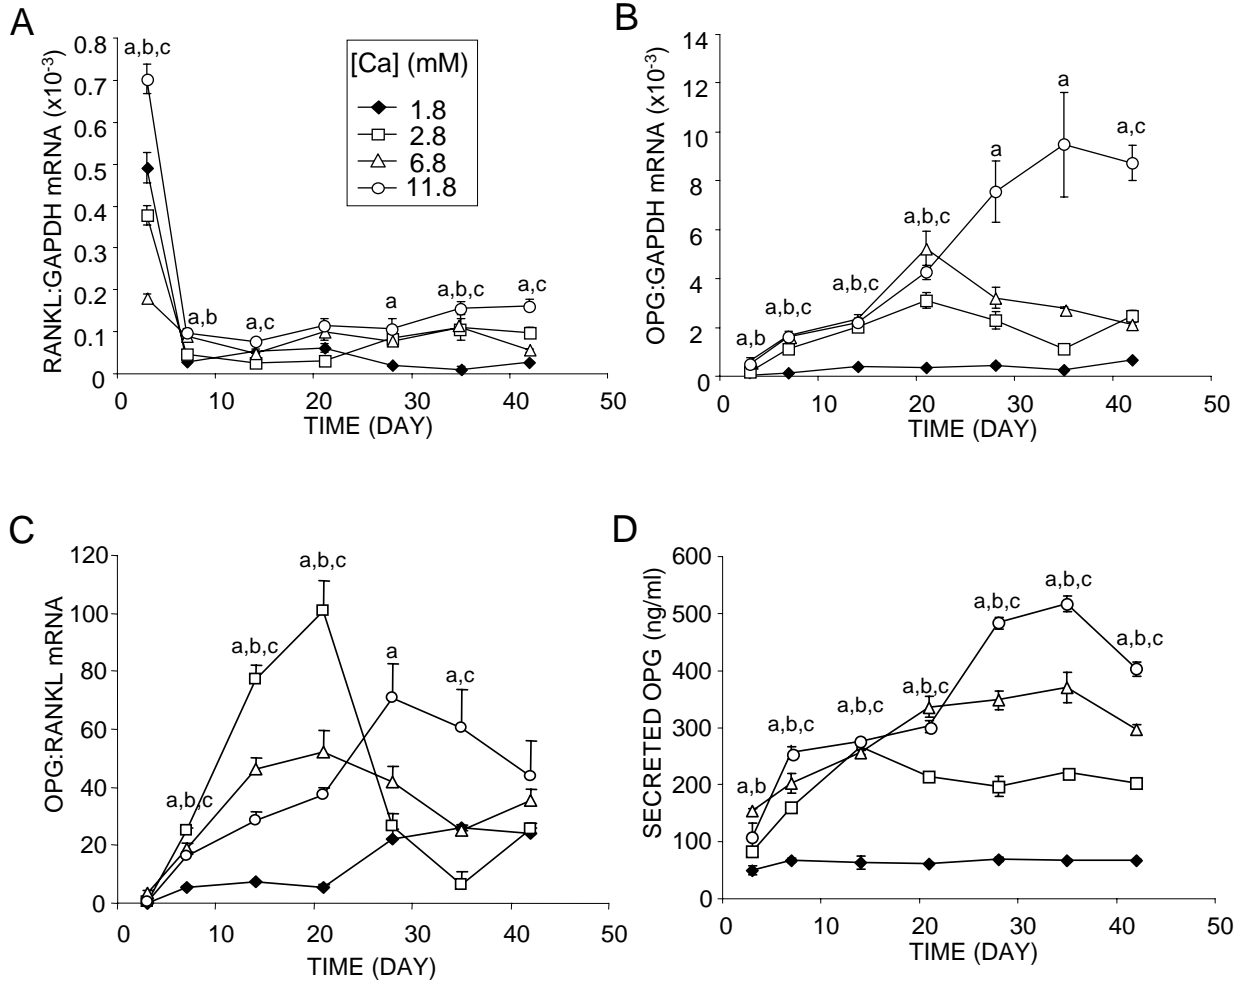 A
RANKL:GAPDH mRNA (x10-3)
0.8
0.7
0.6
0.5
0.4
0.3
0.2
0.1
0
a,b,c
a,b
a,c
a
a,b,c
a,c
[Ca] (mM)
1.8
2.8
6.8
11.8
0 10 20 30 40 50
TIME (DAY)
B
OPG:GAPDH mRNA (x10-3)
14
12
10
8
6
4
2
0
a,b
a,b,c
a,b,c
a,b,c
a
a
a,c
0 10 20 30 40 50
TIME (DAY)
C
OPG:RANKL mRNA
120
100
80
60
40
20
0
a,b,c
a,b,c
a,b,c
a
a,c
0 10 20 30 40 50
TIME (DAY)
D
SECRETED OPG (ng/ml)
600
500
400
300
200
100
0
a,b
a,b,c
a,b,c
a,b,c
a,b,c
a,b,c
a,b,c
0 10 20 30 40 50
TIME (DAY)